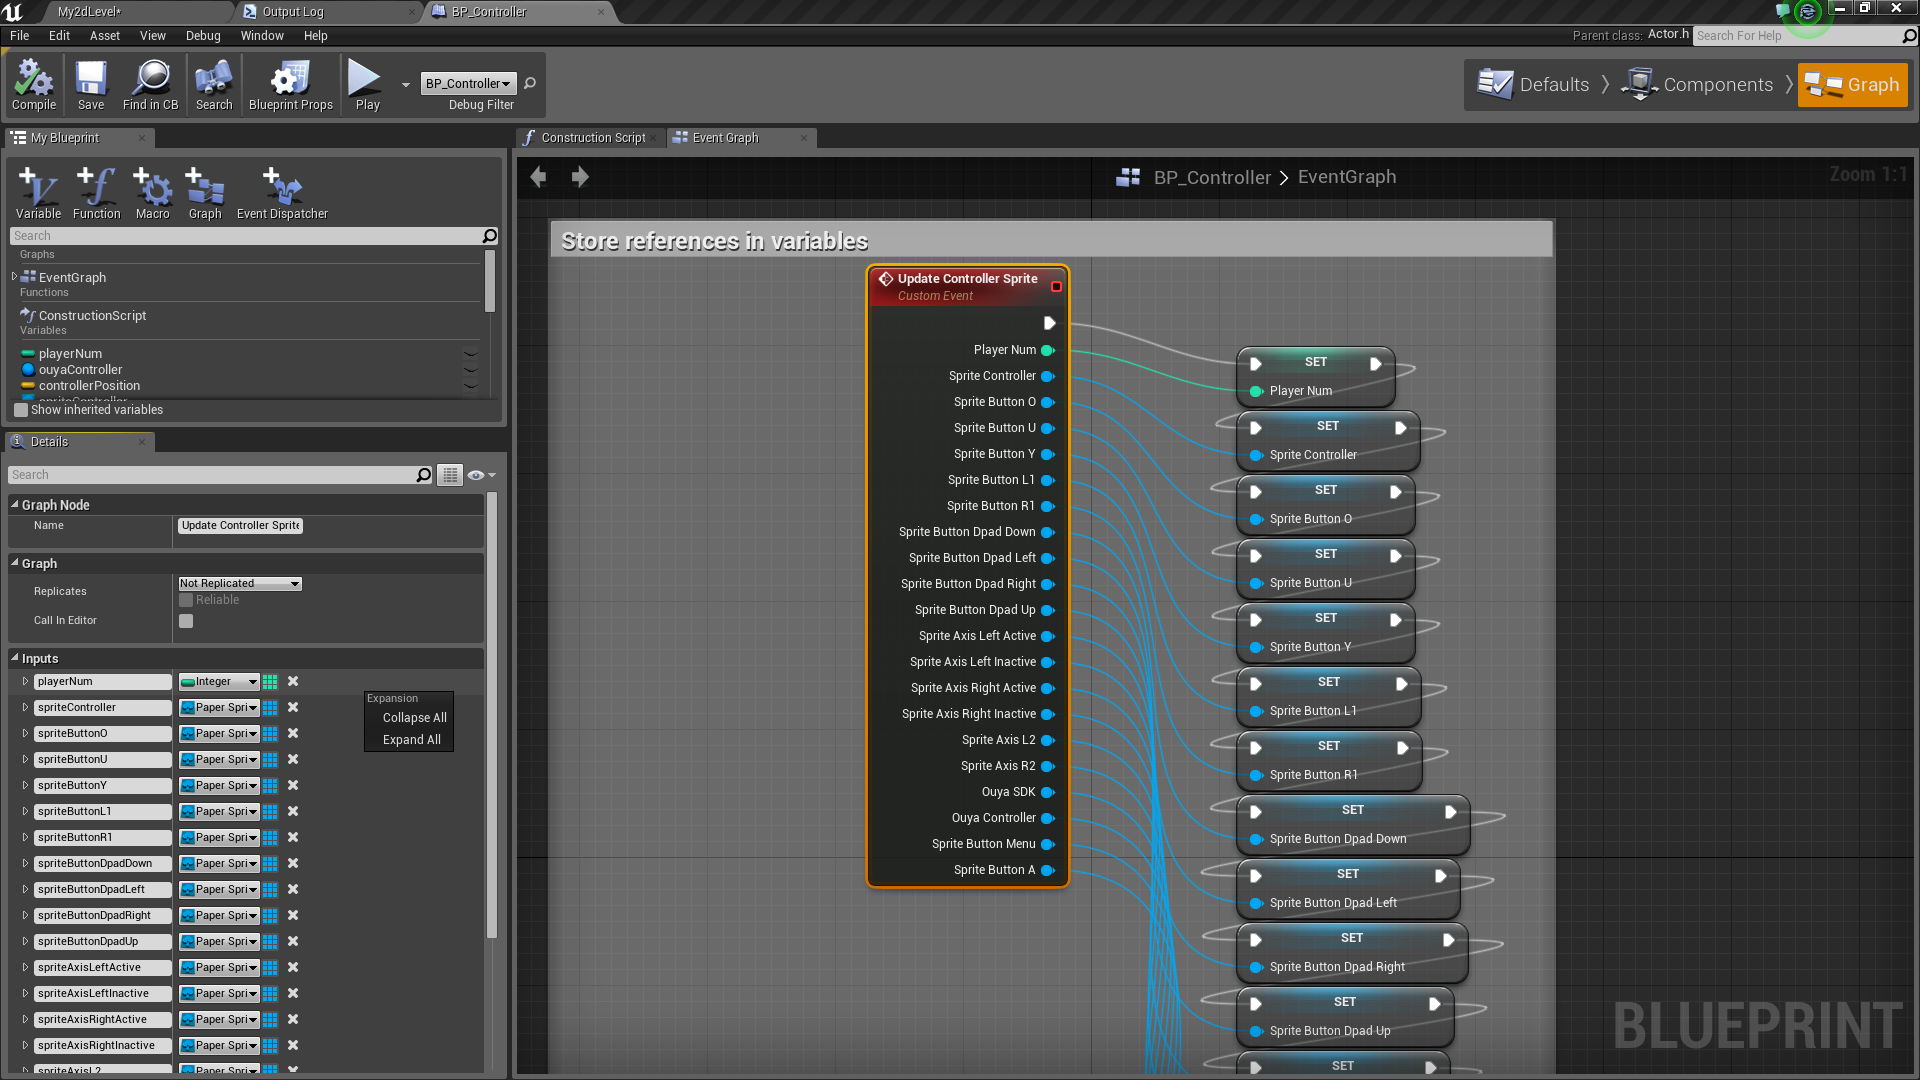 My2dLevel*
Output Log
BP_Controller
File Edit Asset View Debug Window Help
Parent class: Actor.h
Search For Help
Compile
Save
Find in CB
Search
Blueprint Props
Play
BP_Controller
Debug Filter
Defaults
Components
Graph
My Blueprint
Variable
Function
Macro
Graph
Event Dispatcher
Search
Graphs
EventGraph
Functions
ConstructionScript
Variables
playerNum
ouyaController
controllerPosition
spriteController
Show inherited variables
Details
Search
Graph Node
Name
Update Controller Sprite
Graph
Replicates
Not Replicated
Reliable
Call In Editor
Inputs
playerNum Integer
spriteController Paper Spri
spriteButtonO Paper Spri
spriteButtonU Paper Spri
spriteButtonY Paper Spri
spriteButtonL1 Paper Spri
spriteButtonR1 Paper Spri
spriteButtonDpadDown Paper Spri
spriteButtonDpadLeft Paper Spri
spriteButtonDpadRight Paper Spri
spriteButtonDpadUp Paper Spri
spriteAxisLeftActive Paper Spri
spriteAxisLeftInactive Paper Spri
spriteAxisRightActive Paper Spri
spriteAxisRightInactive Paper Spri
spriteAxisL2 Paper Spri
Expansion
Collapse All
Expand All
Construction Script
Event Graph
BP_Controller > EventGraph
Zoom 1:1
Store references in variables
Update Controller Sprite
Custom Event
Player Num
Sprite Controller
Sprite Button O
Sprite Button U
Sprite Button Y
Sprite Button L1
Sprite Button R1
Sprite Button Dpad Down
Sprite Button Dpad Left
Sprite Button Dpad Right
Sprite Button Dpad Up
Sprite Axis Left Active
Sprite Axis Left Inactive
Sprite Axis Right Active
Sprite Axis Right Inactive
Sprite Axis L2
Sprite Axis R2
Ouya SDK
Ouya Controller
Sprite Button Menu
Sprite Button A
SET
Player Num
SET
Sprite Controller
SET
Sprite Button O
SET
Sprite Button U
SET
Sprite Button Y
SET
Sprite Button L1
SET
Sprite Button R1
SET
Sprite Button Dpad Down
SET
Sprite Button Dpad Left
SET
Sprite Button Dpad Right
SET
Sprite Button Dpad Up
SET
BLUEPRINT